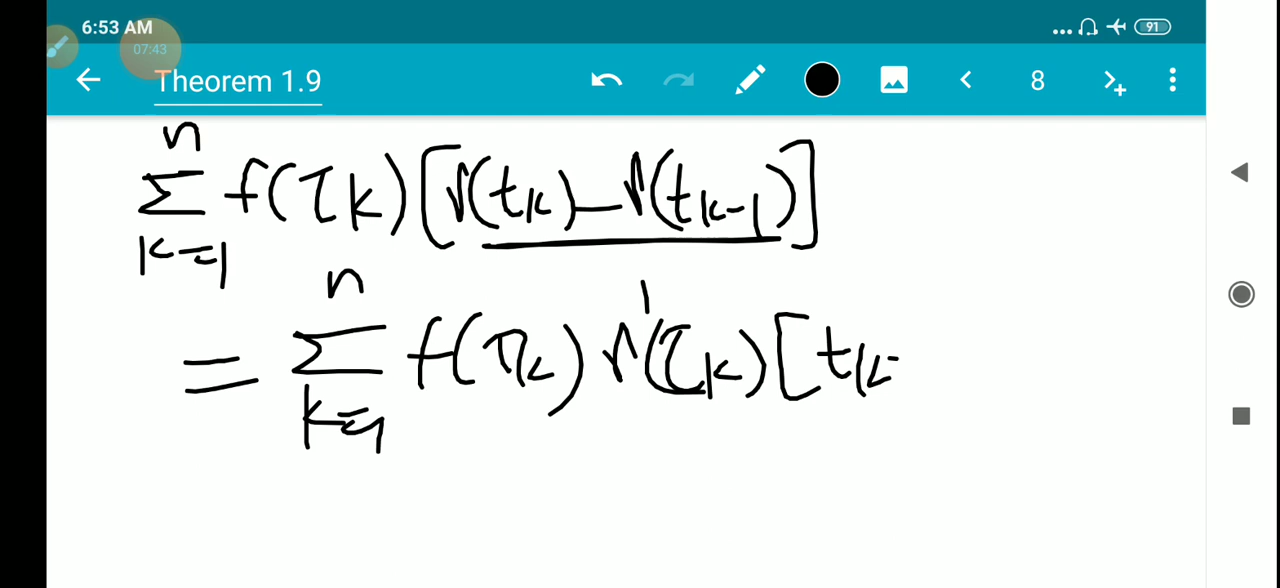 6:53 AM
91
07:43
Theorem 1.9
8
n
Σ f(τk) [γ(tk) – γ(tk-1)]
k=1
n
= Σ f(τk) γ'(τk) [tk-
k=1